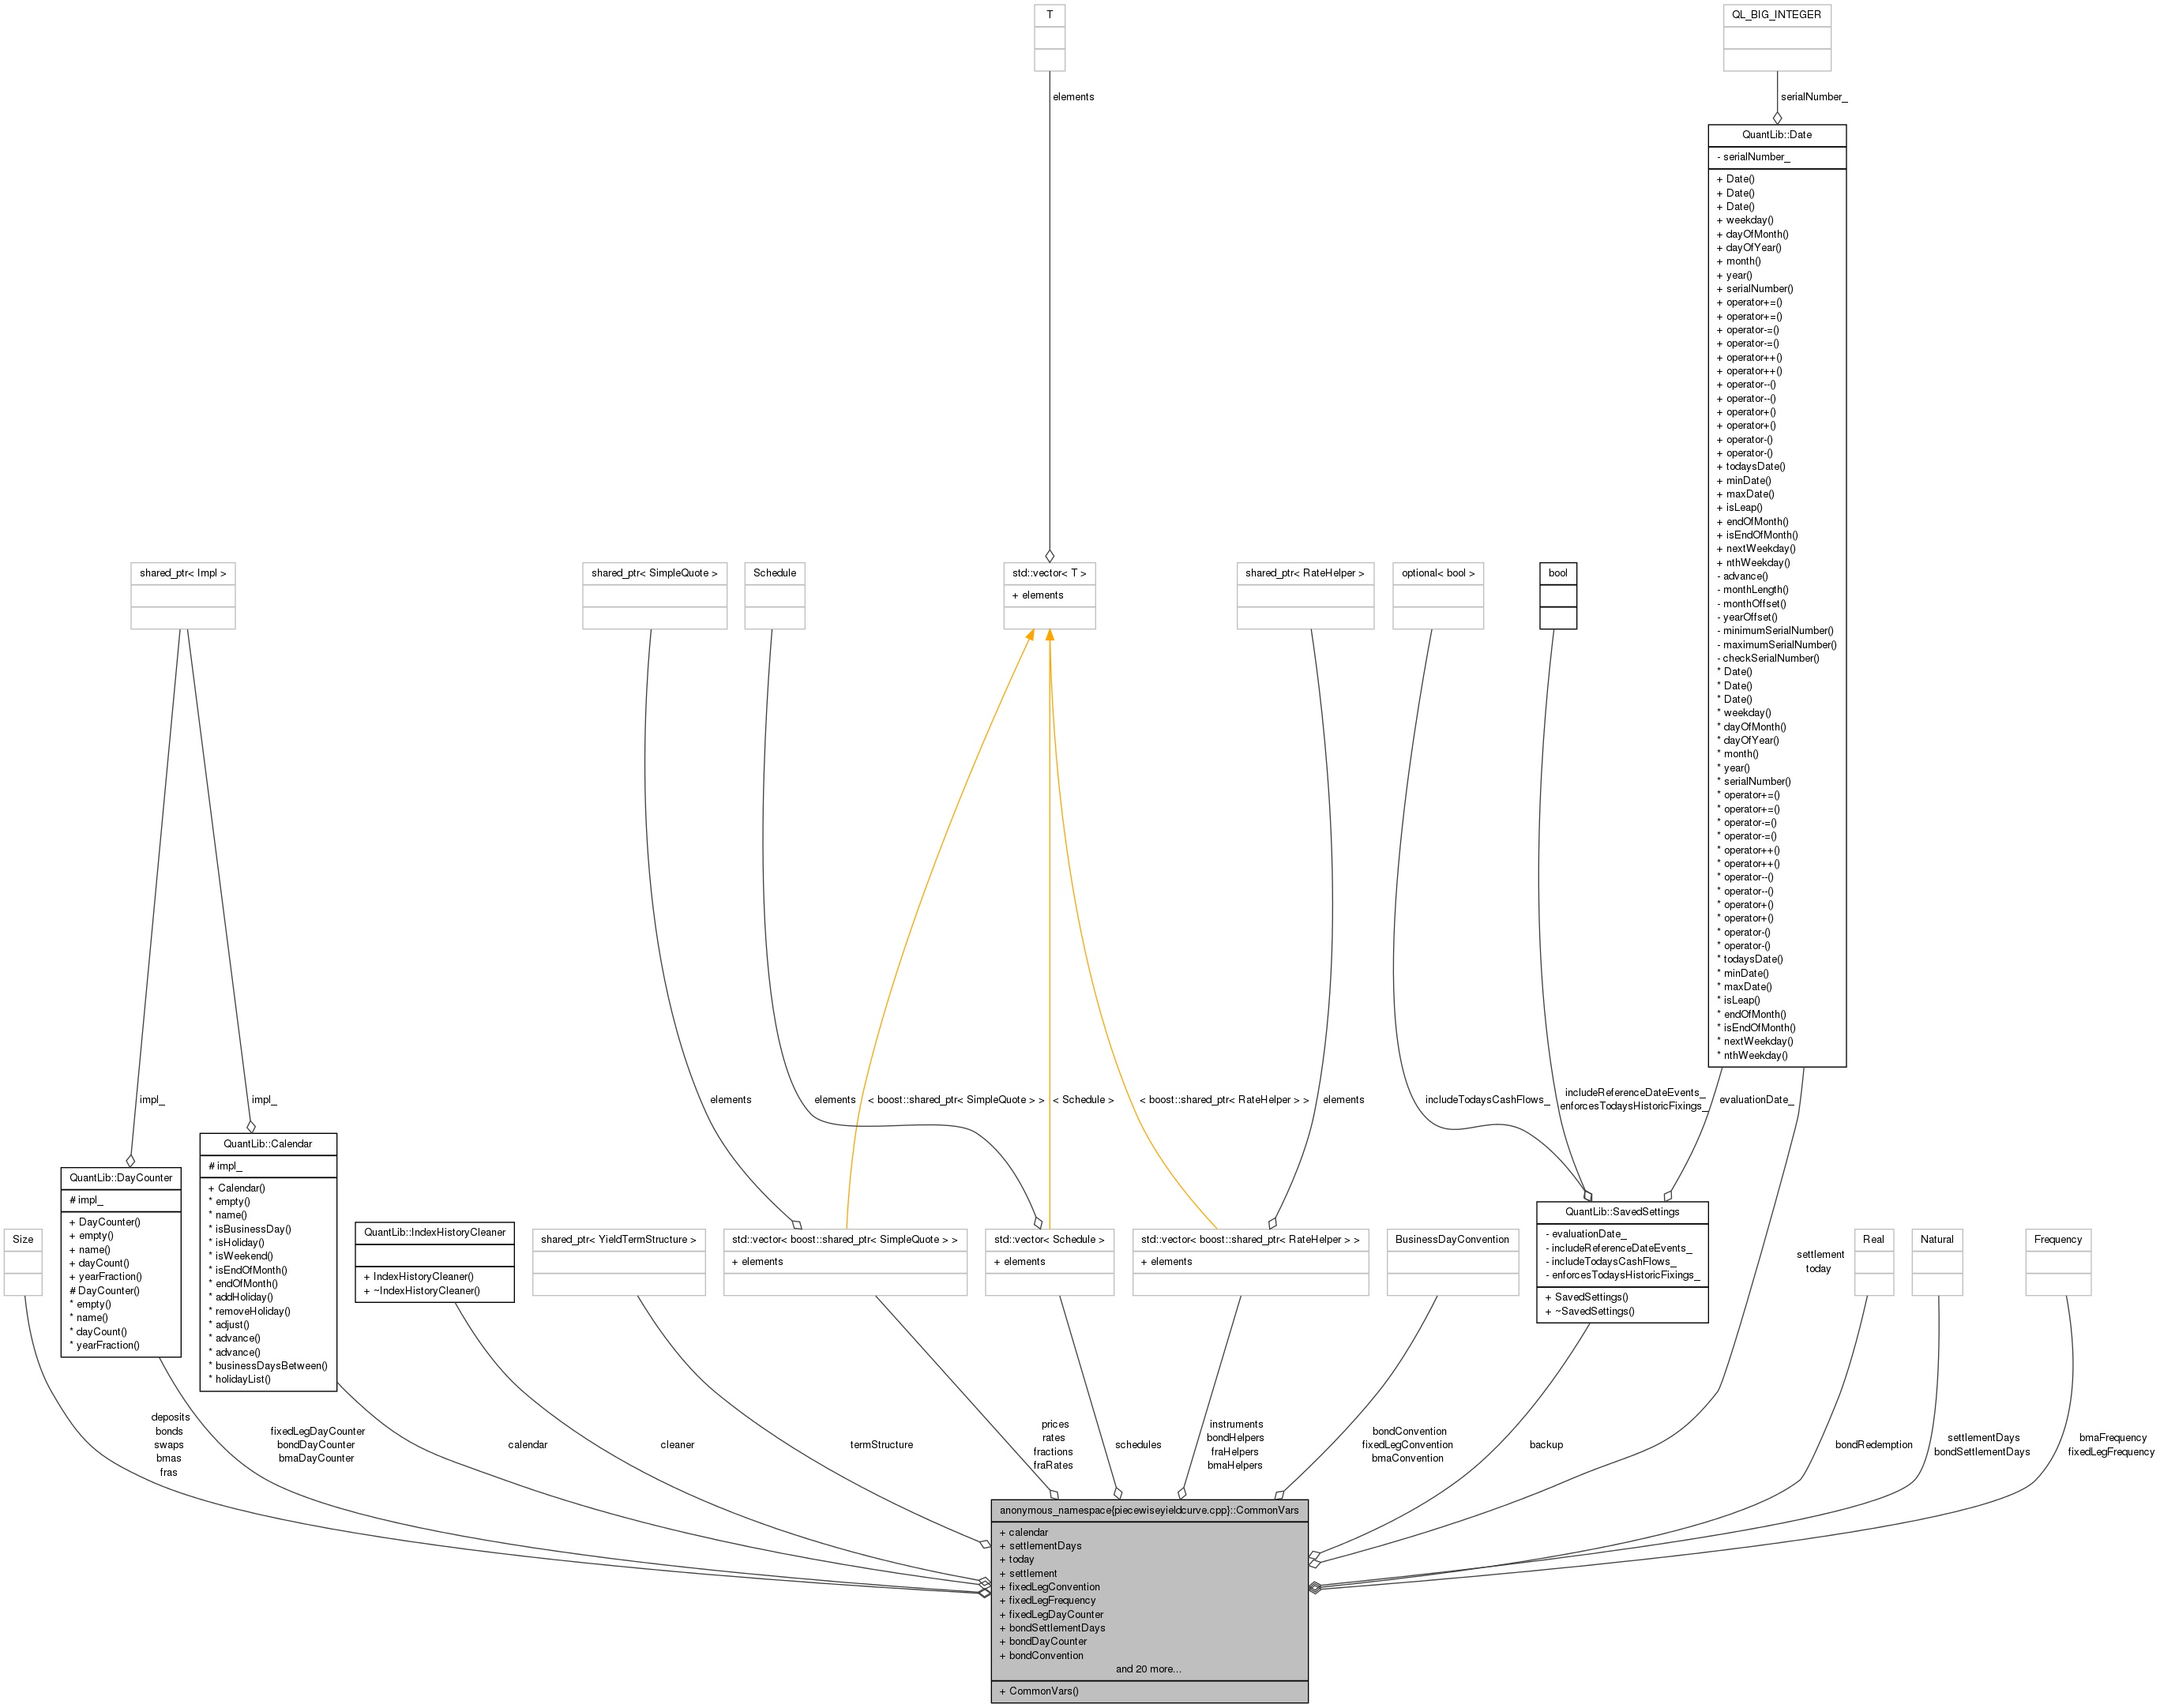 T
QL_BIG_INTEGER
elements
serialNumber_
QuantLib::Date
- serialNumber_
+ Date()
+ Date()
+ Date()
+ weekday()
+ dayOfMonth()
+ dayOfYear()
+ month()
+ year()
+ serialNumber()
+ operator+=()
+ operator+=()
+ operator-=()
+ operator-=()
+ operator++()
+ operator++()
+ operator--()
+ operator--()
+ operator+()
+ operator+()
+ operator-()
+ operator-()
+ todaysDate()
+ minDate()
+ maxDate()
+ isLeap()
+ endOfMonth()
+ isEndOfMonth()
+ nextWeekday()
+ nthWeekday()
- advance()
- monthLength()
- monthOffset()
- yearOffset()
- minimumSerialNumber()
- maximumSerialNumber()
- checkSerialNumber()
* Date()
* Date()
* Date()
* weekday()
* dayOfMonth()
* dayOfYear()
* month()
* year()
* serialNumber()
* operator+=()
* operator+=()
* operator-=()
* operator-=()
* operator++()
* operator++()
* operator--()
* operator--()
* operator+()
* operator+()
* operator-()
* operator-()
* todaysDate()
* minDate()
* maxDate()
* isLeap()
* endOfMonth()
* isEndOfMonth()
* nextWeekday()
* nthWeekday()
shared_ptr< Impl >
shared_ptr< SimpleQuote >
Schedule
std::vector< T >
+ elements
shared_ptr< RateHelper >
optional< bool >
bool
impl_
impl_
elements
elements
< boost::shared_ptr< SimpleQuote > >
< Schedule >
< boost::shared_ptr< RateHelper > >
elements
includeTodaysCashFlows_
includeReferenceDateEvents_
enforcesTodaysHistoricFixings_
evaluationDate_
Size
QuantLib::DayCounter
# impl_
+ DayCounter()
+ empty()
+ name()
+ dayCount()
+ yearFraction()
# DayCounter()
* empty()
* name()
* dayCount()
* yearFraction()
QuantLib::Calendar
# impl_
+ Calendar()
* empty()
* name()
* isBusinessDay()
* isHoliday()
* isWeekend()
* isEndOfMonth()
* endOfMonth()
* addHoliday()
* removeHoliday()
* adjust()
* advance()
* advance()
* businessDaysBetween()
* holidayList()
QuantLib::IndexHistoryCleaner
+ IndexHistoryCleaner()
+ ~IndexHistoryCleaner()
shared_ptr< YieldTermStructure >
std::vector< boost::shared_ptr< SimpleQuote > >
+ elements
std::vector< Schedule >
+ elements
std::vector< boost::shared_ptr< RateHelper > >
+ elements
BusinessDayConvention
QuantLib::SavedSettings
- evaluationDate_
- includeReferenceDateEvents_
- includeTodaysCashFlows_
- enforcesTodaysHistoricFixings_
+ SavedSettings()
+ ~SavedSettings()
settlement
today
Real
Natural
Frequency
deposits
bonds
swaps
bmas
fras
fixedLegDayCounter
bondDayCounter
bmaDayCounter
calendar
cleaner
termStructure
prices
rates
fractions
fraRates
schedules
instruments
bondHelpers
fraHelpers
bmaHelpers
bondConvention
fixedLegConvention
bmaConvention
backup
bondRedemption
settlementDays
bondSettlementDays
bmaFrequency
fixedLegFrequency
anonymous_namespace{piecewiseyieldcurve.cpp}::CommonVars
+ calendar
+ settlementDays
+ today
+ settlement
+ fixedLegConvention
+ fixedLegFrequency
+ fixedLegDayCounter
+ bondSettlementDays
+ bondDayCounter
+ bondConvention
and 20 more...
+ CommonVars()